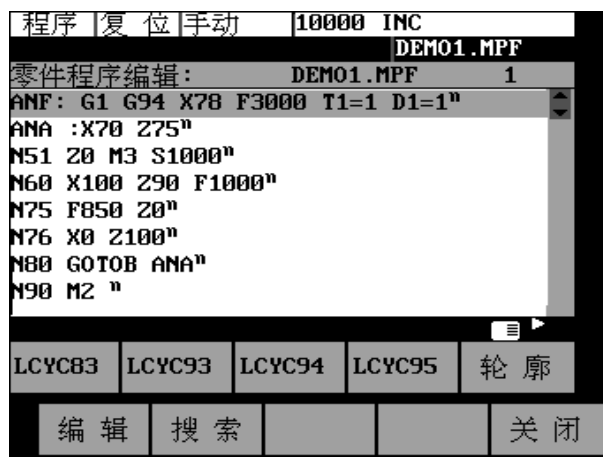 程序 复 位 手动 10000 INC
DEMO1.MPF
零件程序编辑: DEMO1.MPF 1
ANF: G1 G94 X78 F3000 T1=1 D1=1ⁿ
ANA :X70 Z75ⁿ
N51 Z0 M3 S1000ⁿ
N60 X100 Z90 F1000ⁿ
N75 F850 Z0ⁿ
N76 X0 Z100ⁿ
N80 GOTOB ANAⁿ
N90 M2 ⁿ
LCYC83 LCYC93 LCYC94 LCYC95 轮 廓
编 辑 搜 索 关 闭